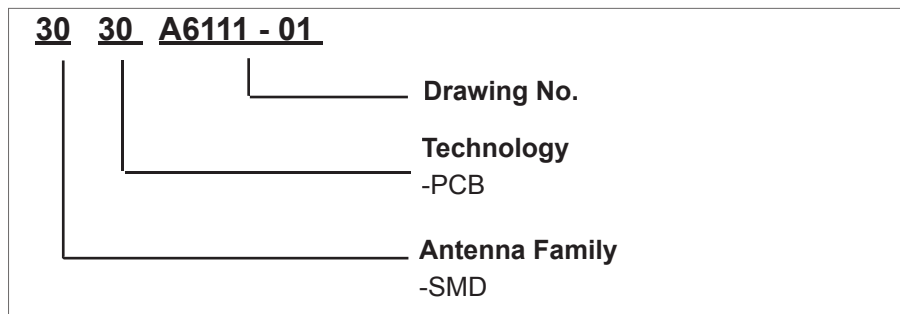 30 30 A6111 - 01
Drawing No.
Technology
-PCB
Antenna Family
-SMD